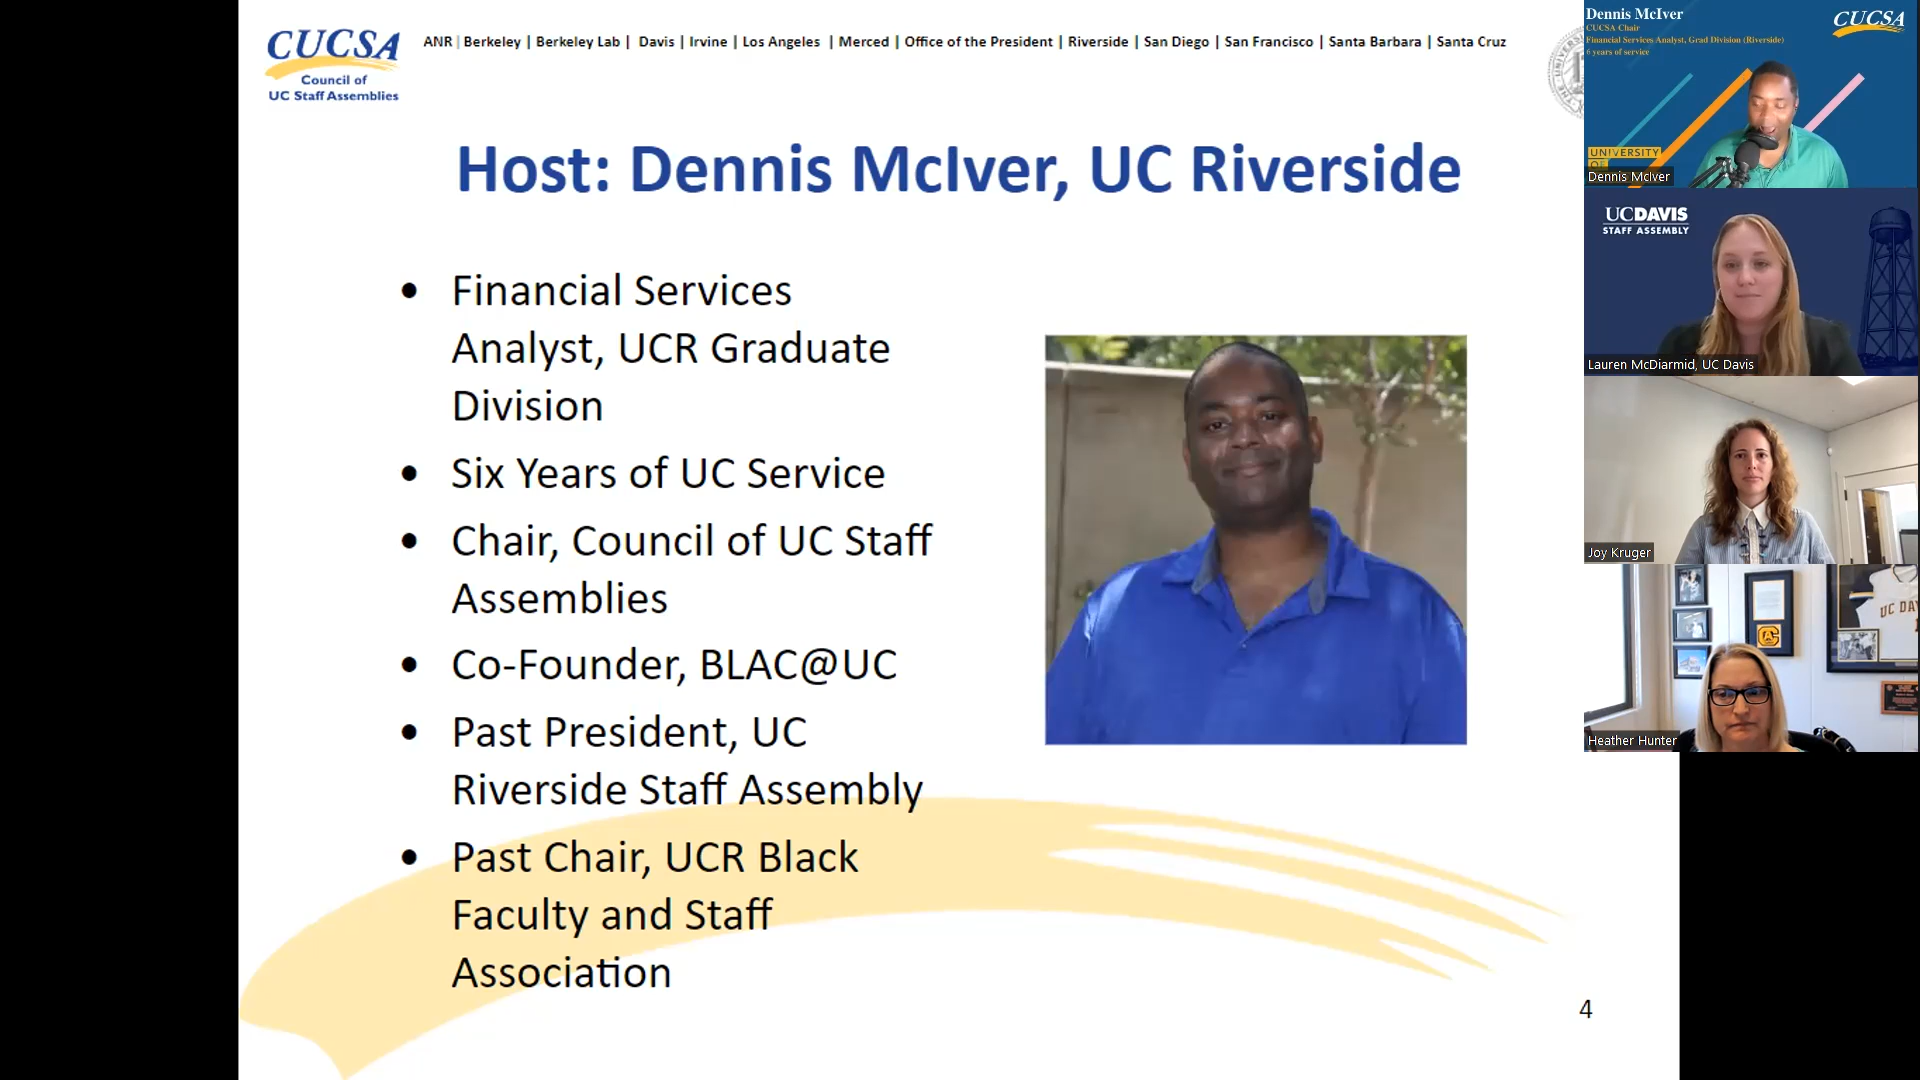 CUCSA
Council of
UC Staff Assemblies
ANR | Berkeley | Berkeley Lab | Davis | Irvine | Los Angeles | Merced | Office of the President | Riverside | San Diego | San Francisco | Santa Barbara | Santa Cruz
Host: Dennis McIver, UC Riverside
• Financial Services
Analyst, UCR Graduate
Division
• Six Years of UC Service
• Chair, Council of UC Staff
Assemblies
• Co-Founder, BLAC@UC
• Past President, UC
Riverside Staff Assembly
• Past Chair, UCR Black
Faculty and Staff
Association
4
Dennis McIver
CUCSA Chair
Financial Services Analyst, Grad Division (Riverside)
6 years of service
CUCSA
UNIVERSITY
OF
Dennis McIver
UCDAVIS
STAFF ASSEMBLY
Lauren McDiarmid, UC Davis
Joy Kruger
UC DA
Heather Hunter